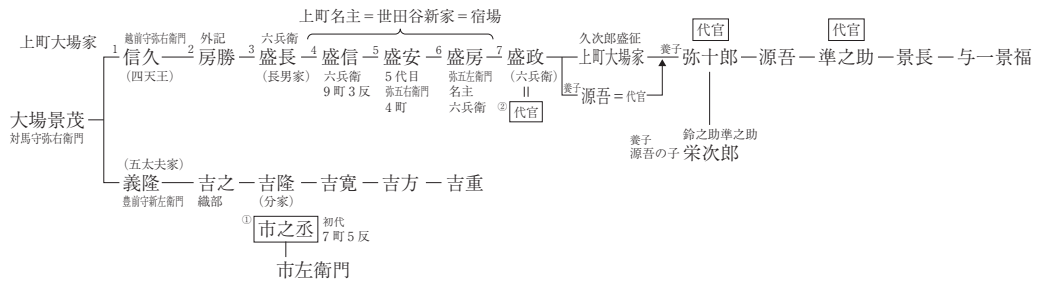 上町名主＝世田谷新家＝宿場
上町大場家
越前守弥右衛門 外記 六兵衛 久次郎盛征 代官 代官
1 信久 2 房勝 3 盛長 4 盛信 5 盛安 6 盛房 7 盛政 上町大場家 養子 弥十郎 源吾 準之助 景長 与一景福
(四天王) (長男家) 六兵衛 5代目 弥五左衛門 (六兵衛) 養子 源吾＝代官
9町3反 弥五右衛門 名主 ＝
4町 六兵衛 ② 代官
大場景茂
対馬守弥右衛門
鈴之助準之助
養子
源吾の子 栄次郎
(五太夫家)
義隆 吉之 吉隆 吉寛 吉方 吉重
豊前守新左衛門 織部 (分家)
① 市之丞 初代
7町5反
市左衛門